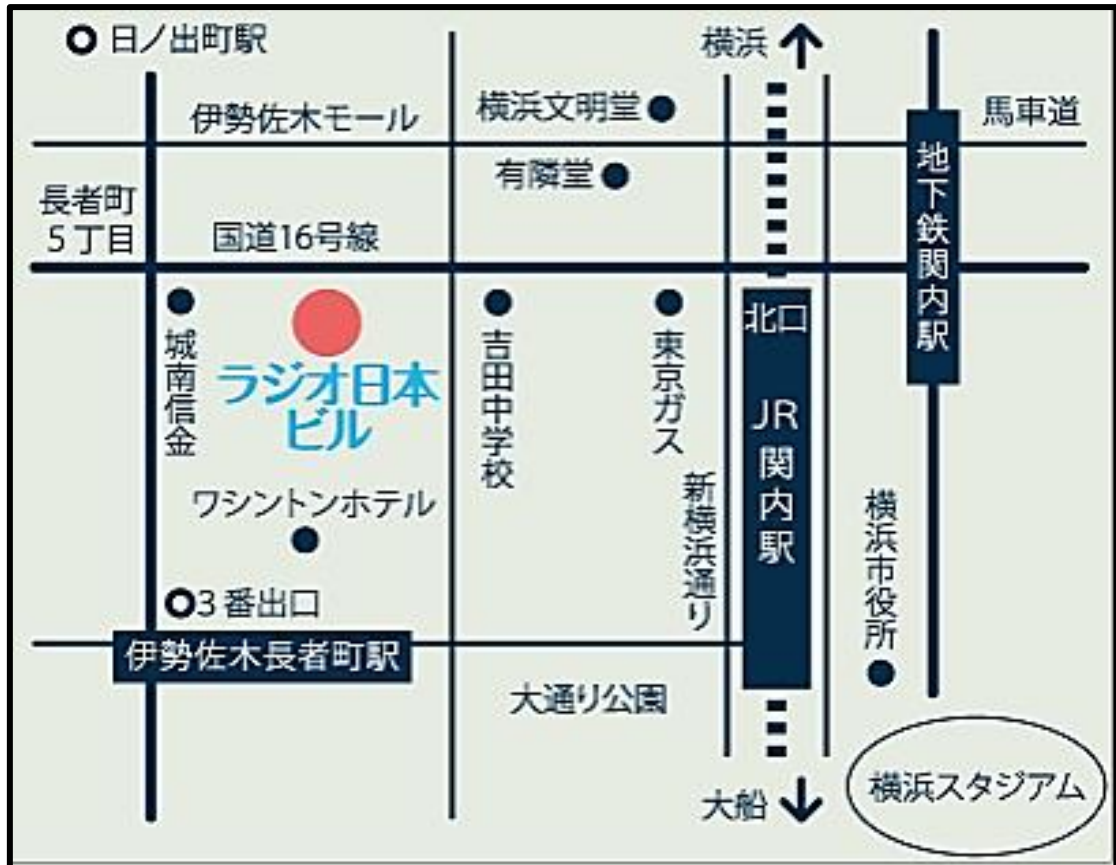 日ノ出町駅
横浜
伊勢佐木モール
横浜文明堂
馬車道
有隣堂
長者町
5丁目
国道16号線
地下鉄関内駅
北口
JR関内駅
城南信金
ラジオ日本
ビル
吉田中学校
東京ガス
新横浜通り
ワシントンホテル
横浜市役所
3番出口
伊勢佐木長者町駅
大通り公園
大船
横浜スタジアム